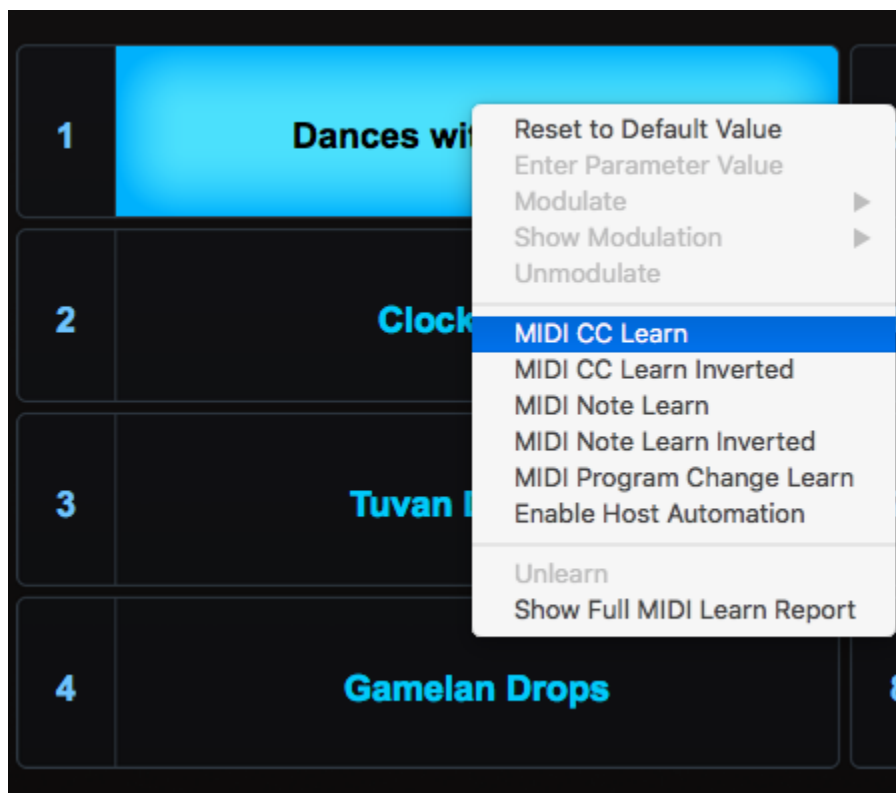 1
Dances wi
Reset to Default Value
Enter Parameter Value
Modulate
Show Modulation
Unmodulate
2
Clock
MIDI CC Learn
MIDI CC Learn Inverted
MIDI Note Learn
MIDI Note Learn Inverted
MIDI Program Change Learn
Enable Host Automation
3
Tuvan
Unlearn
Show Full MIDI Learn Report
4
Gamelan Drops